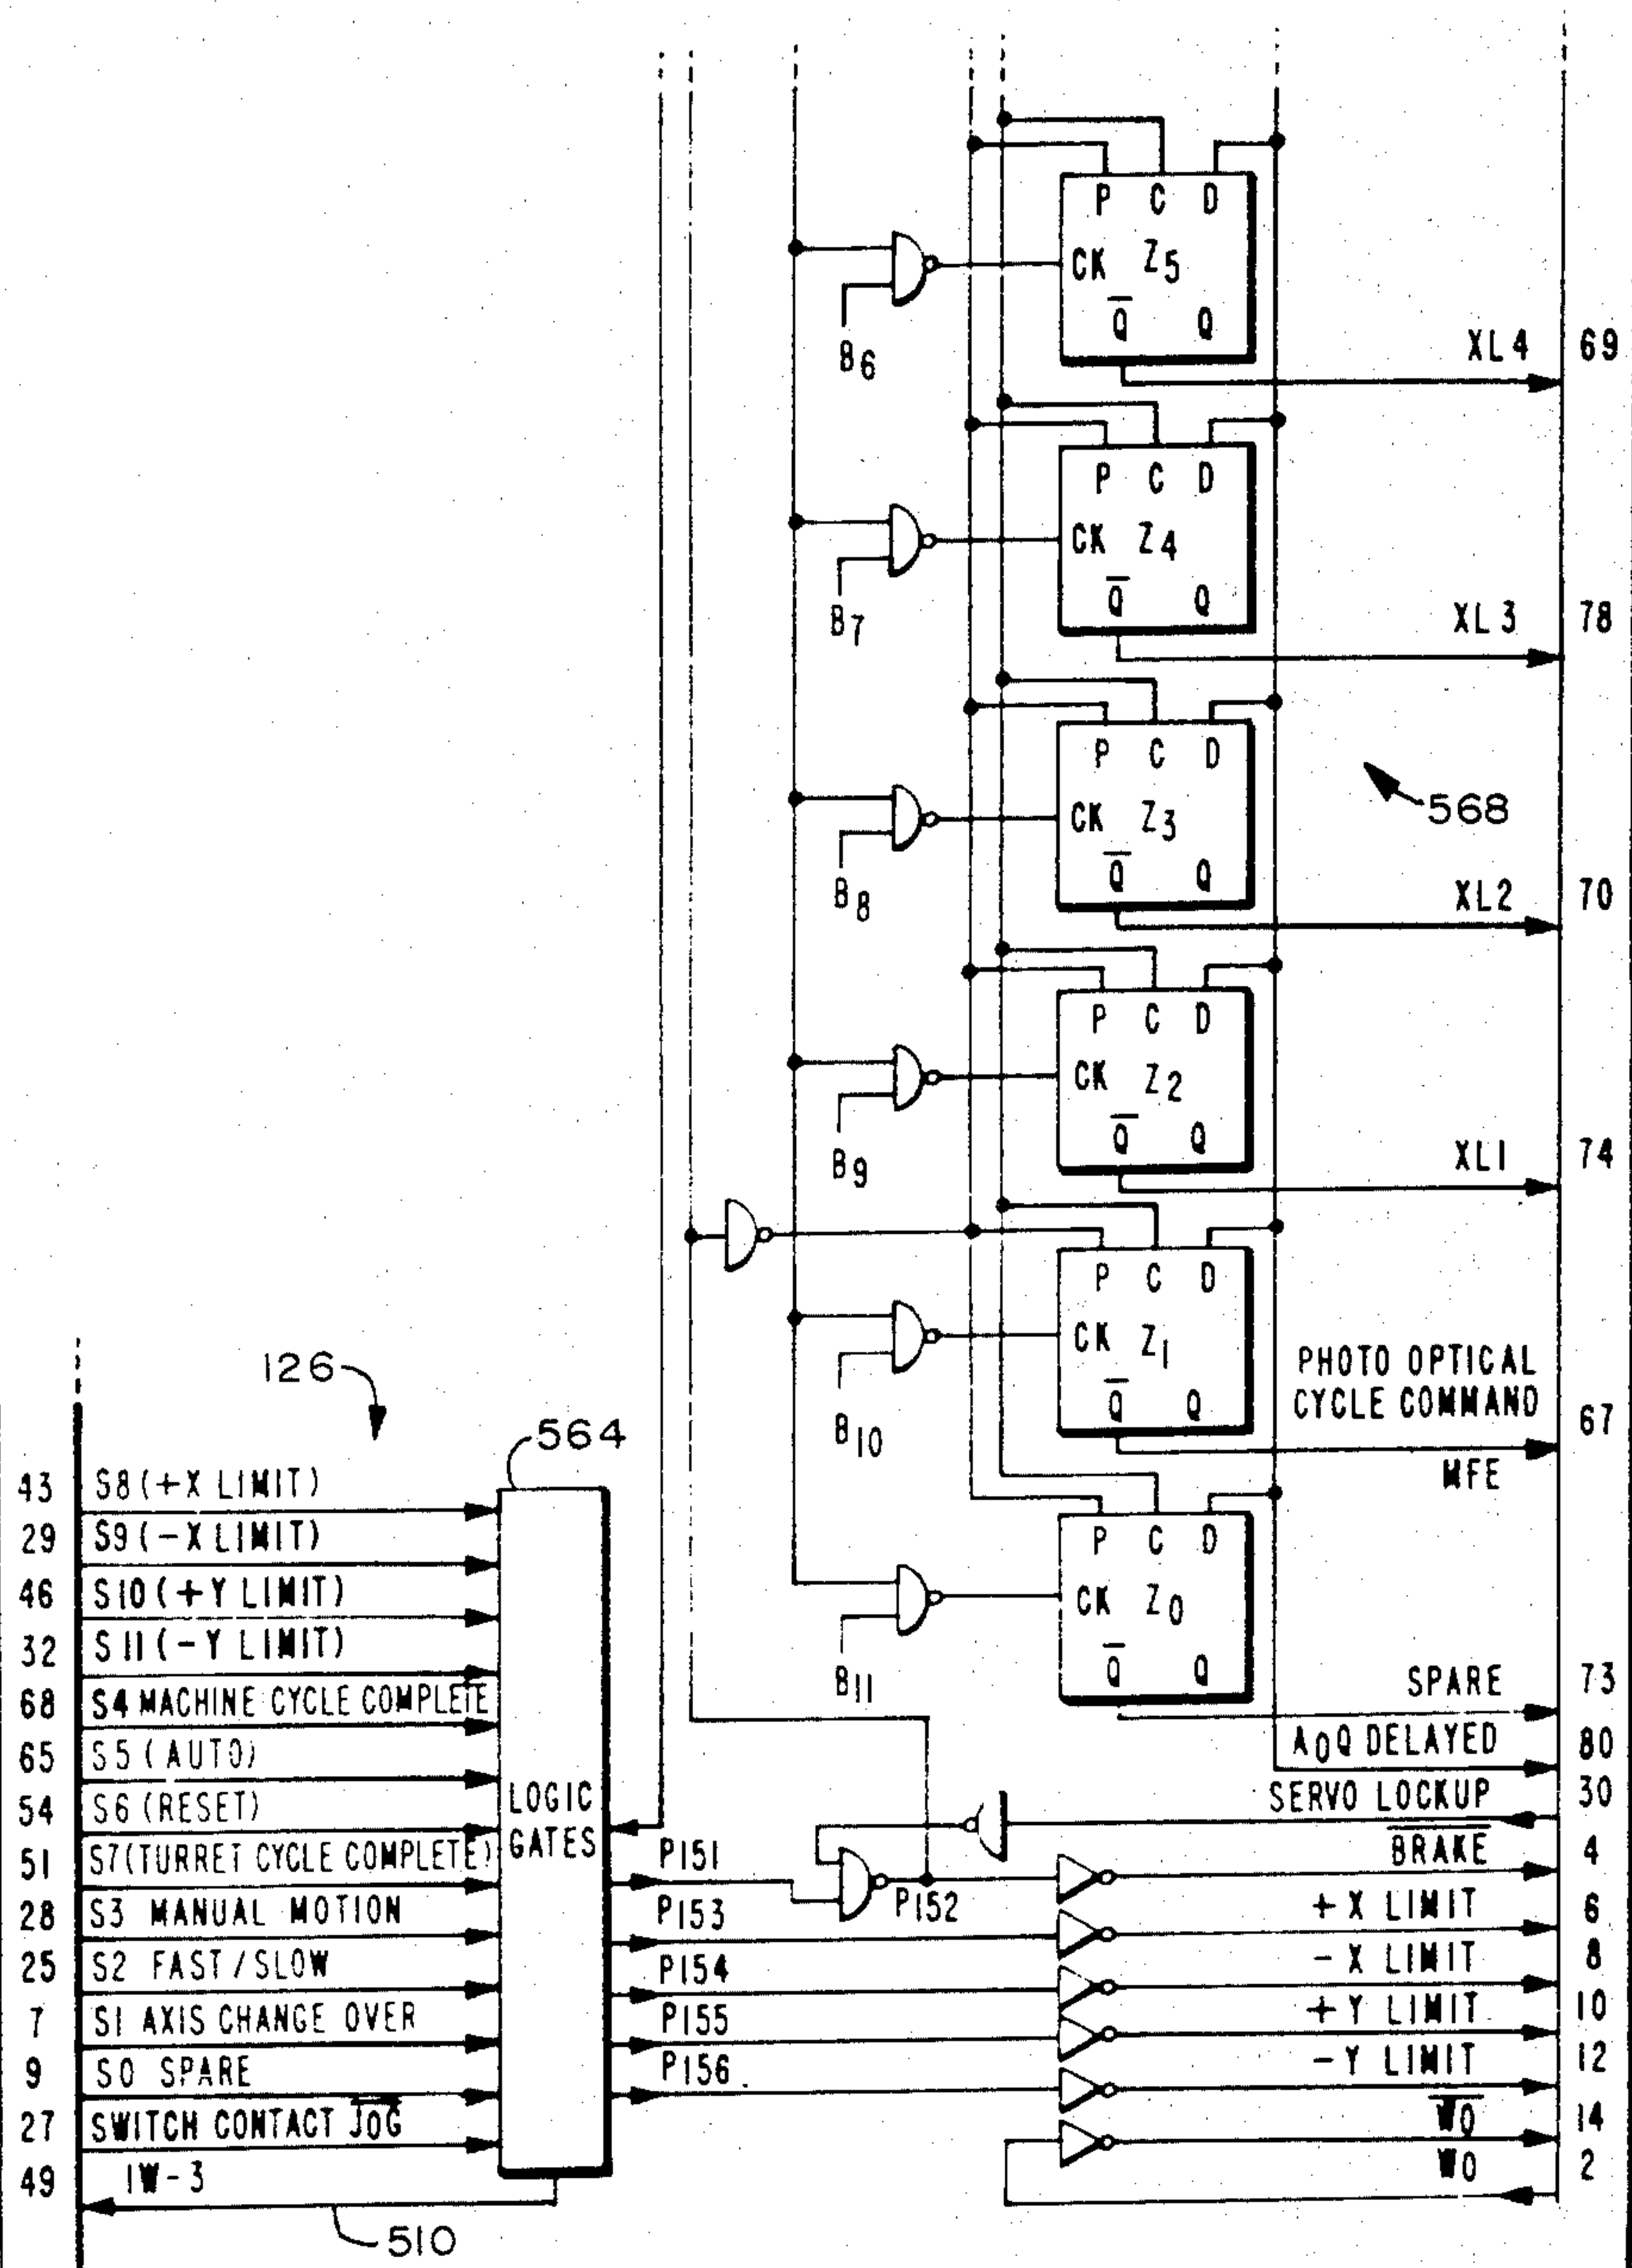 P C D
CK Z5
Q̅ Q
B6
XL4 69
P C D
CK Z4
Q̅ Q
B7
XL3 78
P C D
CK Z3
568
Q̅ Q
B8
XL2 70
P C D
CK Z2
Q̅ Q
B9
XL1 74
P C D
CK Z1
Q̅ Q
B10
PHOTO OPTICAL
CYCLE COMMAND
67
MFE
P C D
CK Z0
Q̅ Q
B11
SPARE 73
A0Q DELAYED 80
SERVO LOCKUP 30
B̅R̅A̅K̅E̅ 4
+X LIMIT 6
-X LIMIT 8
+Y LIMIT 10
-Y LIMIT 12
W̅0̅ 14
W0 2
126
564
43 S8 (+X LIMIT)
29 S9 (-X LIMIT)
46 S10 (+Y LIMIT)
32 S11 (-Y LIMIT)
68 S4 MACHINE CYCLE COMPLETE
65 S5 (AUTO)
54 S6 (RESET)
51 S7 (TURRET CYCLE COMPLETE)
28 S3 MANUAL MOTION
25 S2 FAST/SLOW
7 S1 AXIS CHANGE OVER
9 S0 SPARE
27 SWITCH CONTACT J̅O̅G̅
49 IW-3
510
LOGIC
GATES
P151
P152
P153
P154
P155
P156